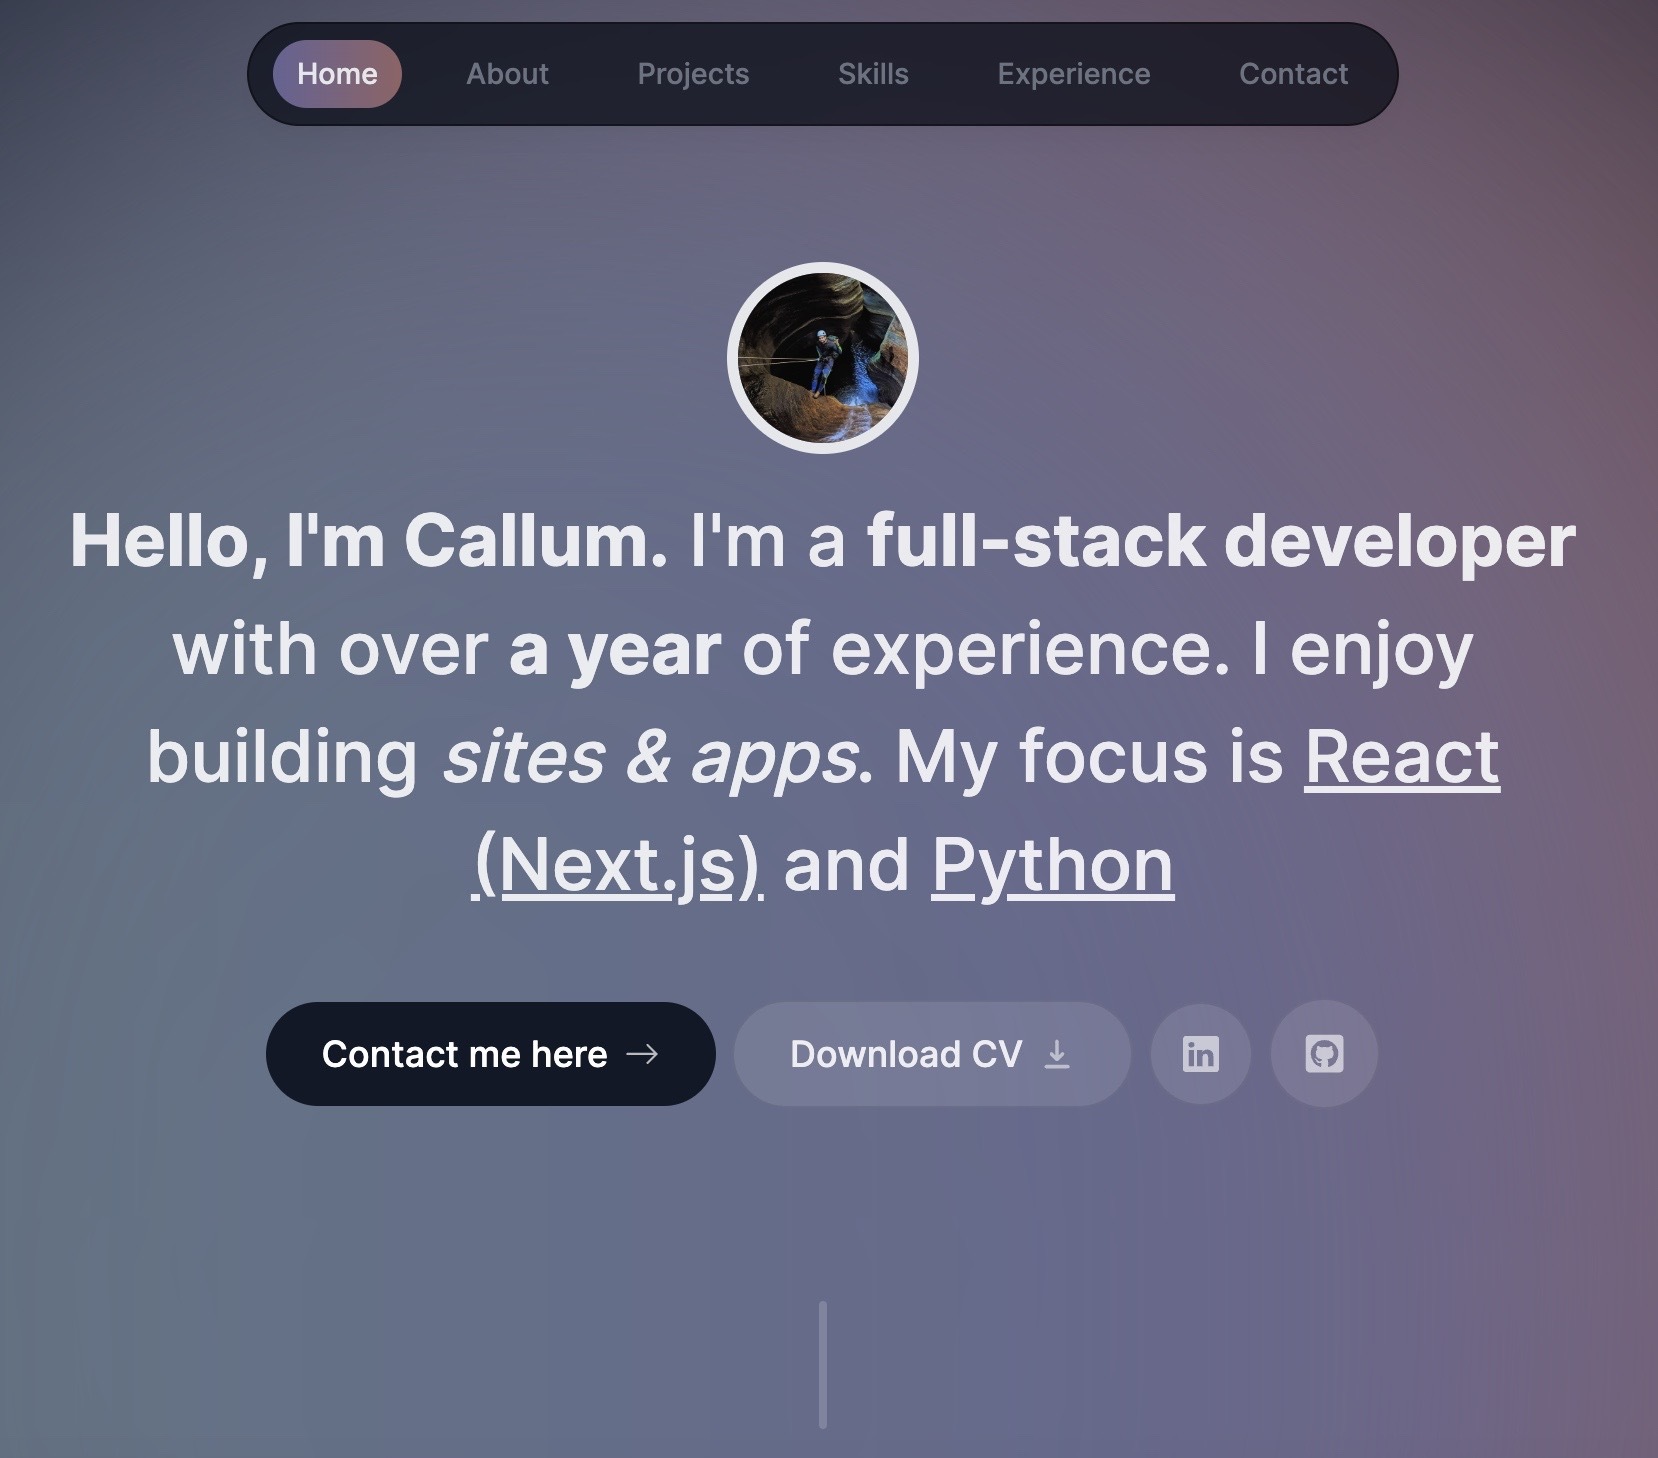 Home About Projects Skills Experience Contact
Hello, I'm Callum. I'm a full-stack developer
with over a year of experience. I enjoy
building sites & apps. My focus is React
(Next.js) and Python
Contact me here → Download CV in